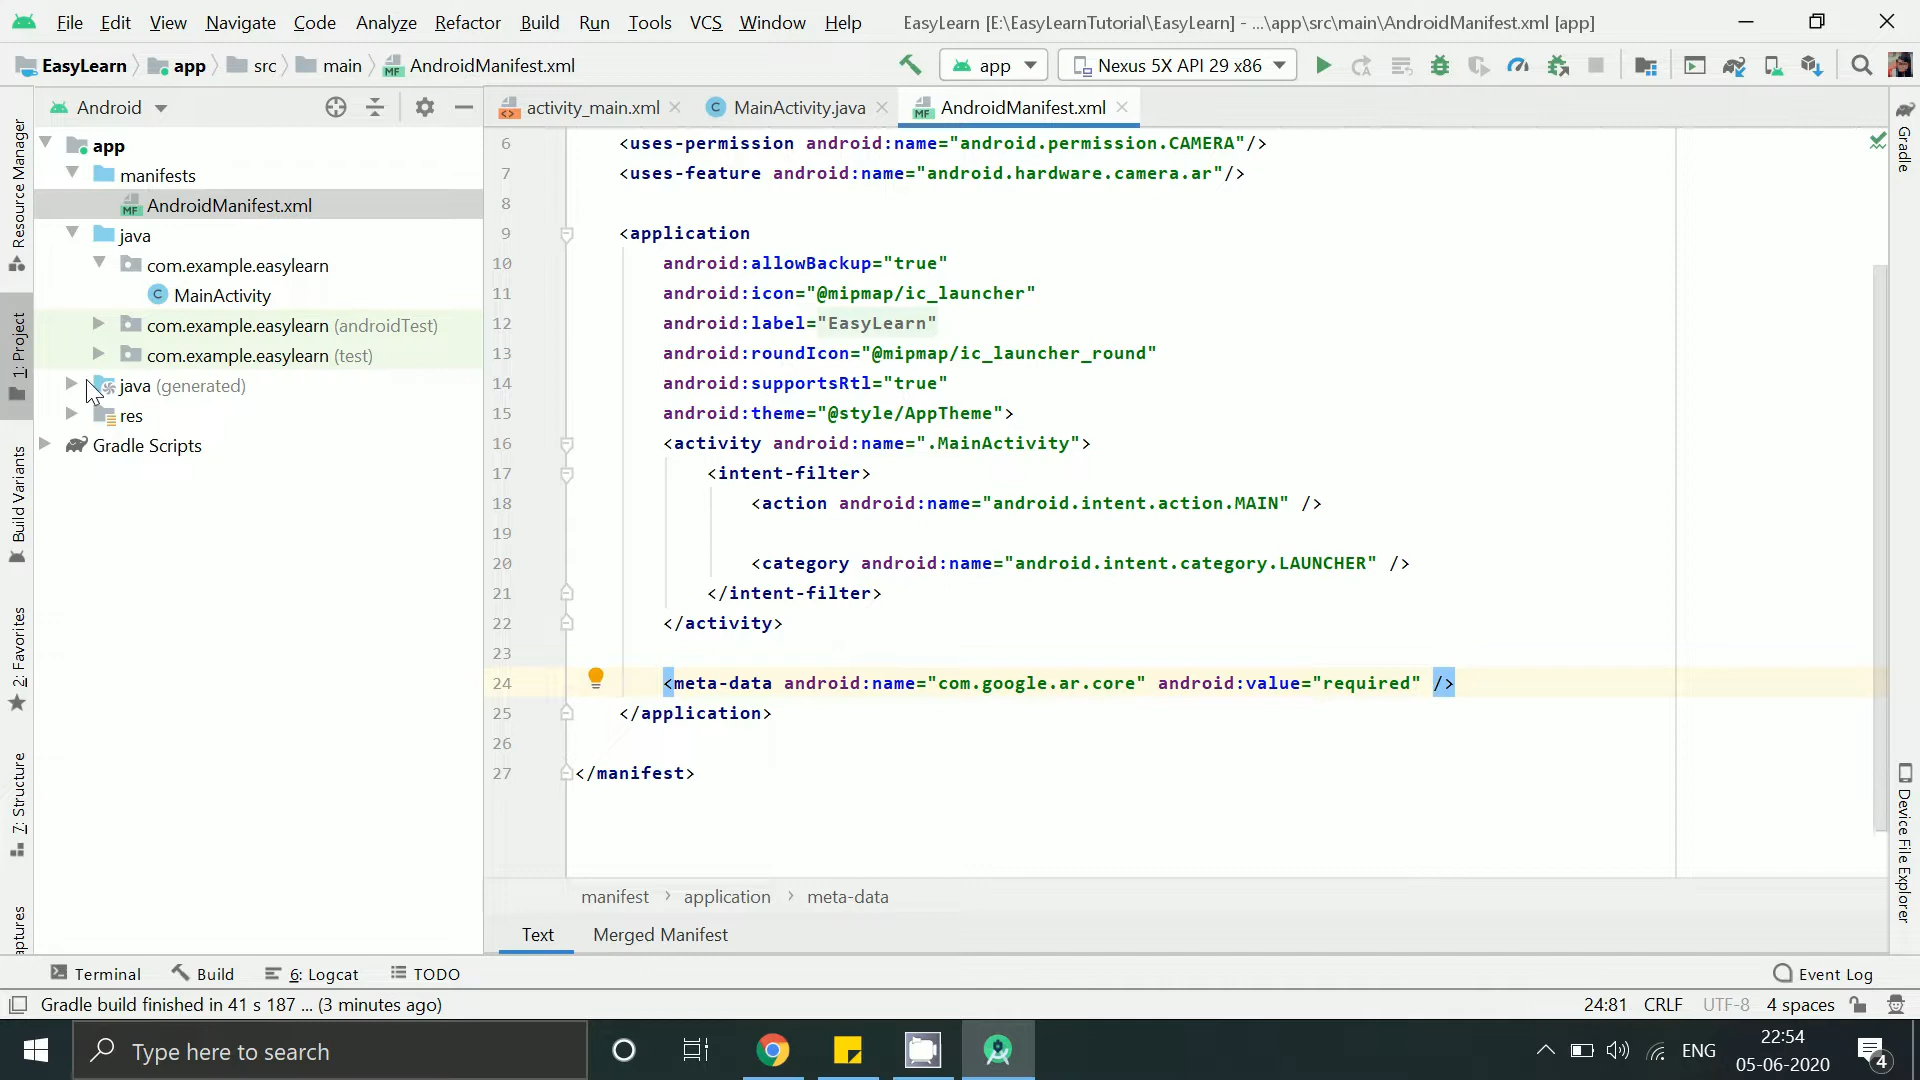 File Edit View Navigate Code Analyze Refactor Build Run Tools VCS Window Help EasyLearn [E:\EasyLearnTutorial\EasyLearn] - ...\app\src\main\AndroidManifest.xml [app]
EasyLearn app src main AndroidManifest.xml app Nexus 5X API 29 x86
Android
activity_main.xml MainActivity.java AndroidManifest.xml
app
manifests
AndroidManifest.xml
java
com.example.easylearn
MainActivity
com.example.easylearn (androidTest)
com.example.easylearn (test)
java (generated)
res
Gradle Scripts
Resource Manager
1: Project
Build Variants
2: Favorites
7: Structure
aptures
6 <uses-permission android:name="android.permission.CAMERA"/>
7 <uses-feature android:name="android.hardware.camera.ar"/>
8
9 <application
10 android:allowBackup="true"
11 android:icon="@mipmap/ic_launcher"
12 android:label="EasyLearn"
13 android:roundIcon="@mipmap/ic_launcher_round"
14 android:supportsRtl="true"
15 android:theme="@style/AppTheme">
16 <activity android:name=".MainActivity">
17 <intent-filter>
18 <action android:name="android.intent.action.MAIN" />
19
20 <category android:name="android.intent.category.LAUNCHER" />
21 </intent-filter>
22 </activity>
23
24 <meta-data android:name="com.google.ar.core" android:value="required" />
25 </application>
26
27 </manifest>
Gradle
Device File Explorer
manifest application meta-data
Text Merged Manifest
Terminal Build 6: Logcat TODO Event Log
Gradle build finished in 41 s 187 ... (3 minutes ago) 24:81 CRLF UTF-8 4 spaces
Type here to search ENG 22:54
05-06-2020 4